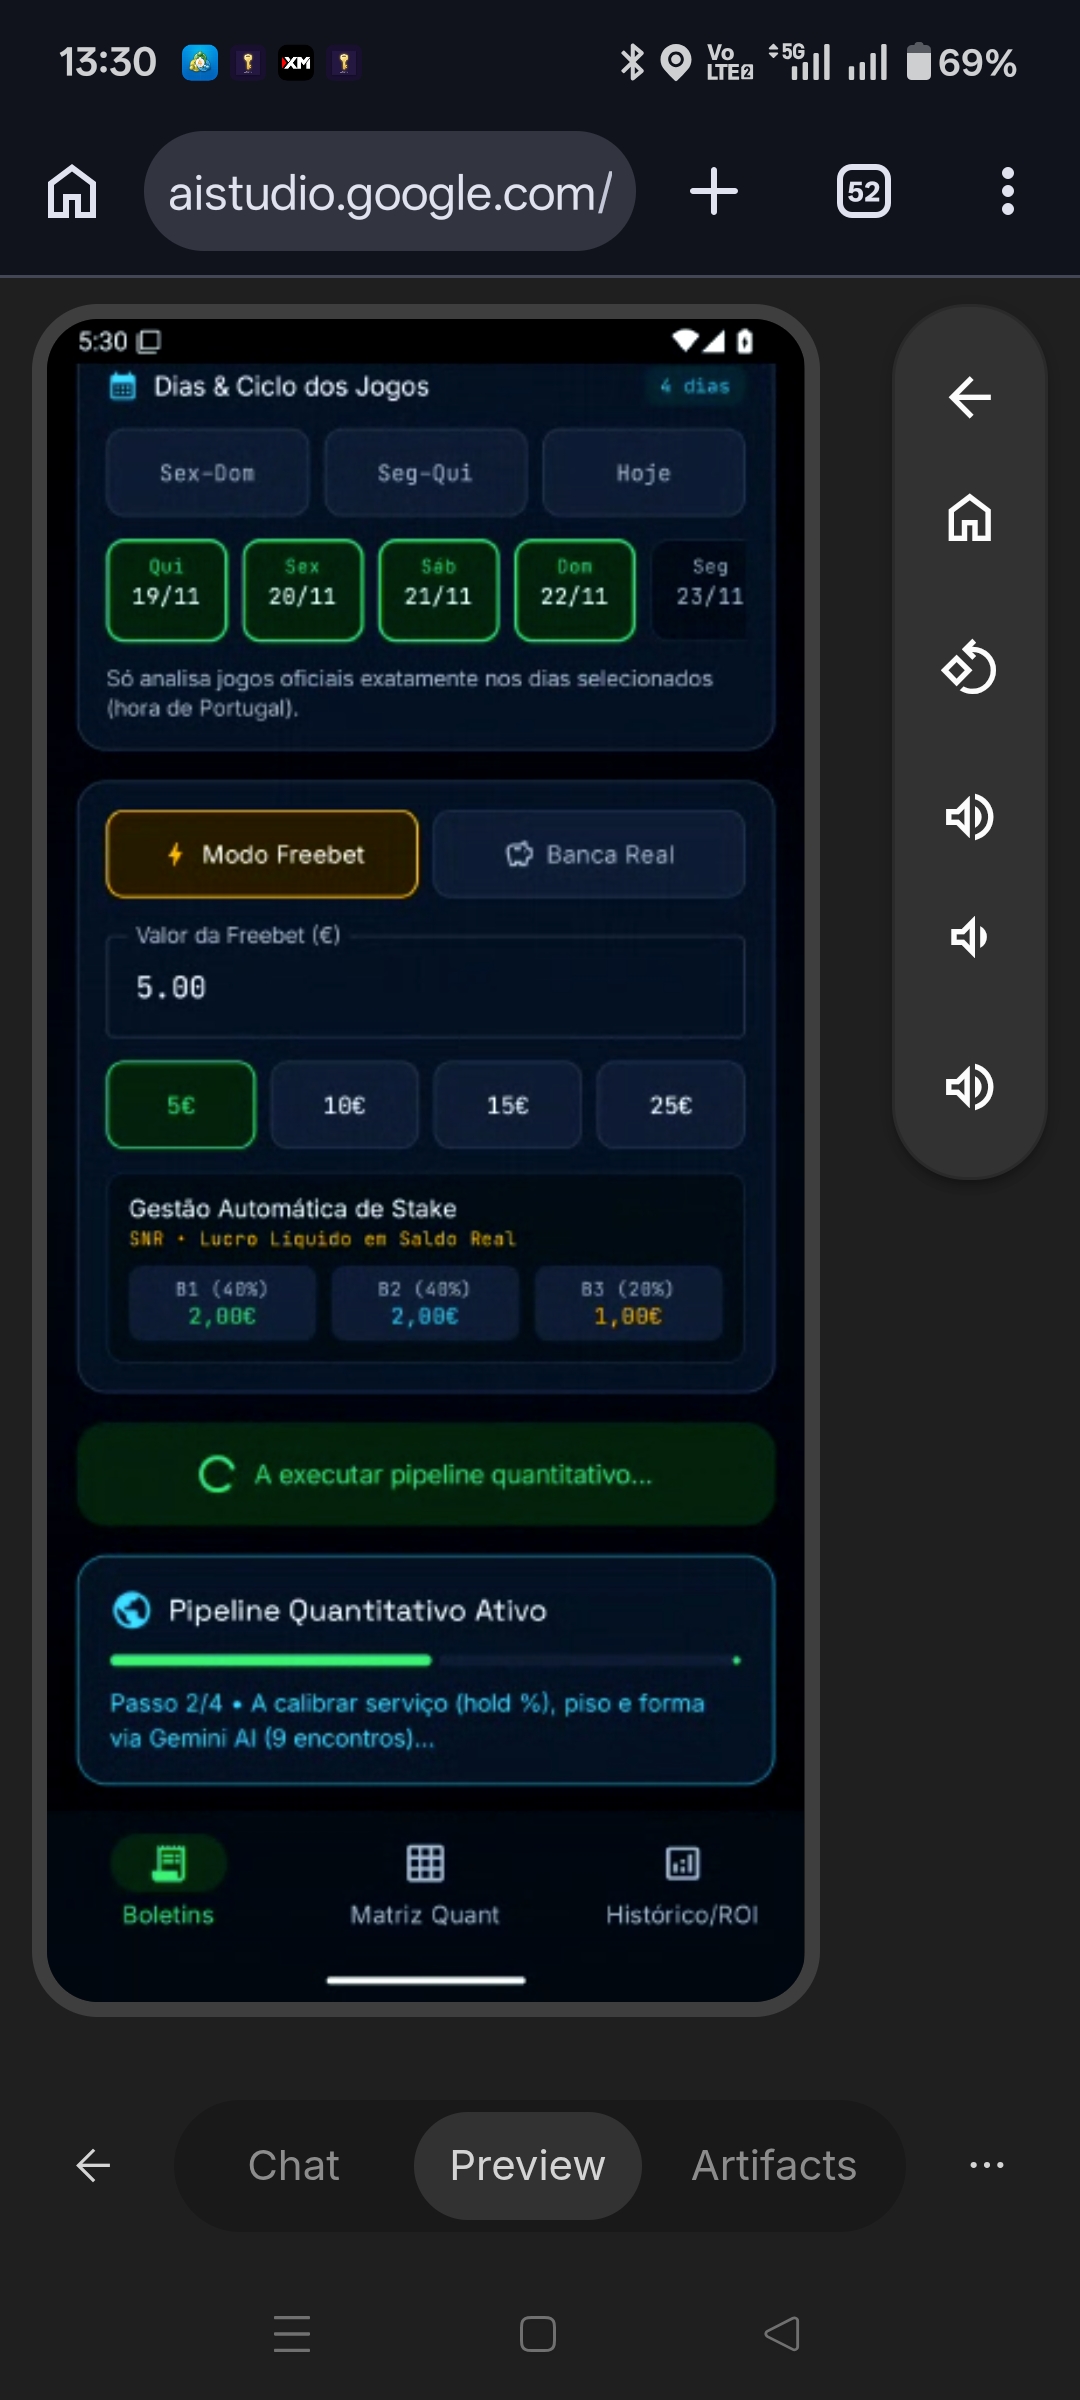 13:30
XM
Vo
LTE2
5G
69%
aistudio.google.com/
52
5:30
Dias & Ciclo dos Jogos
4 dias
Sex-Dom
Seg-Qui
Hoje
Qui
19/11
Sex
20/11
Sáb
21/11
Dom
22/11
Seg
23/11
Só analisa jogos oficiais exatamente nos dias selecionados
(hora de Portugal).
Modo Freebet
Banca Real
Valor da Freebet (€)
5.00
5€
10€
15€
25€
Gestão Automática de Stake
SNR • Lucro Líquido em Saldo Real
B1 (40%)
2,00€
B2 (40%)
2,00€
B3 (20%)
1,00€
A executar pipeline quantitativo...
Pipeline Quantitativo Ativo
Passo 2/4 • A calibrar serviço (hold %), piso e forma
via Gemini AI (9 encontros)...
Boletins
Matriz Quant
Histórico/ROI
Chat
Preview
Artifacts